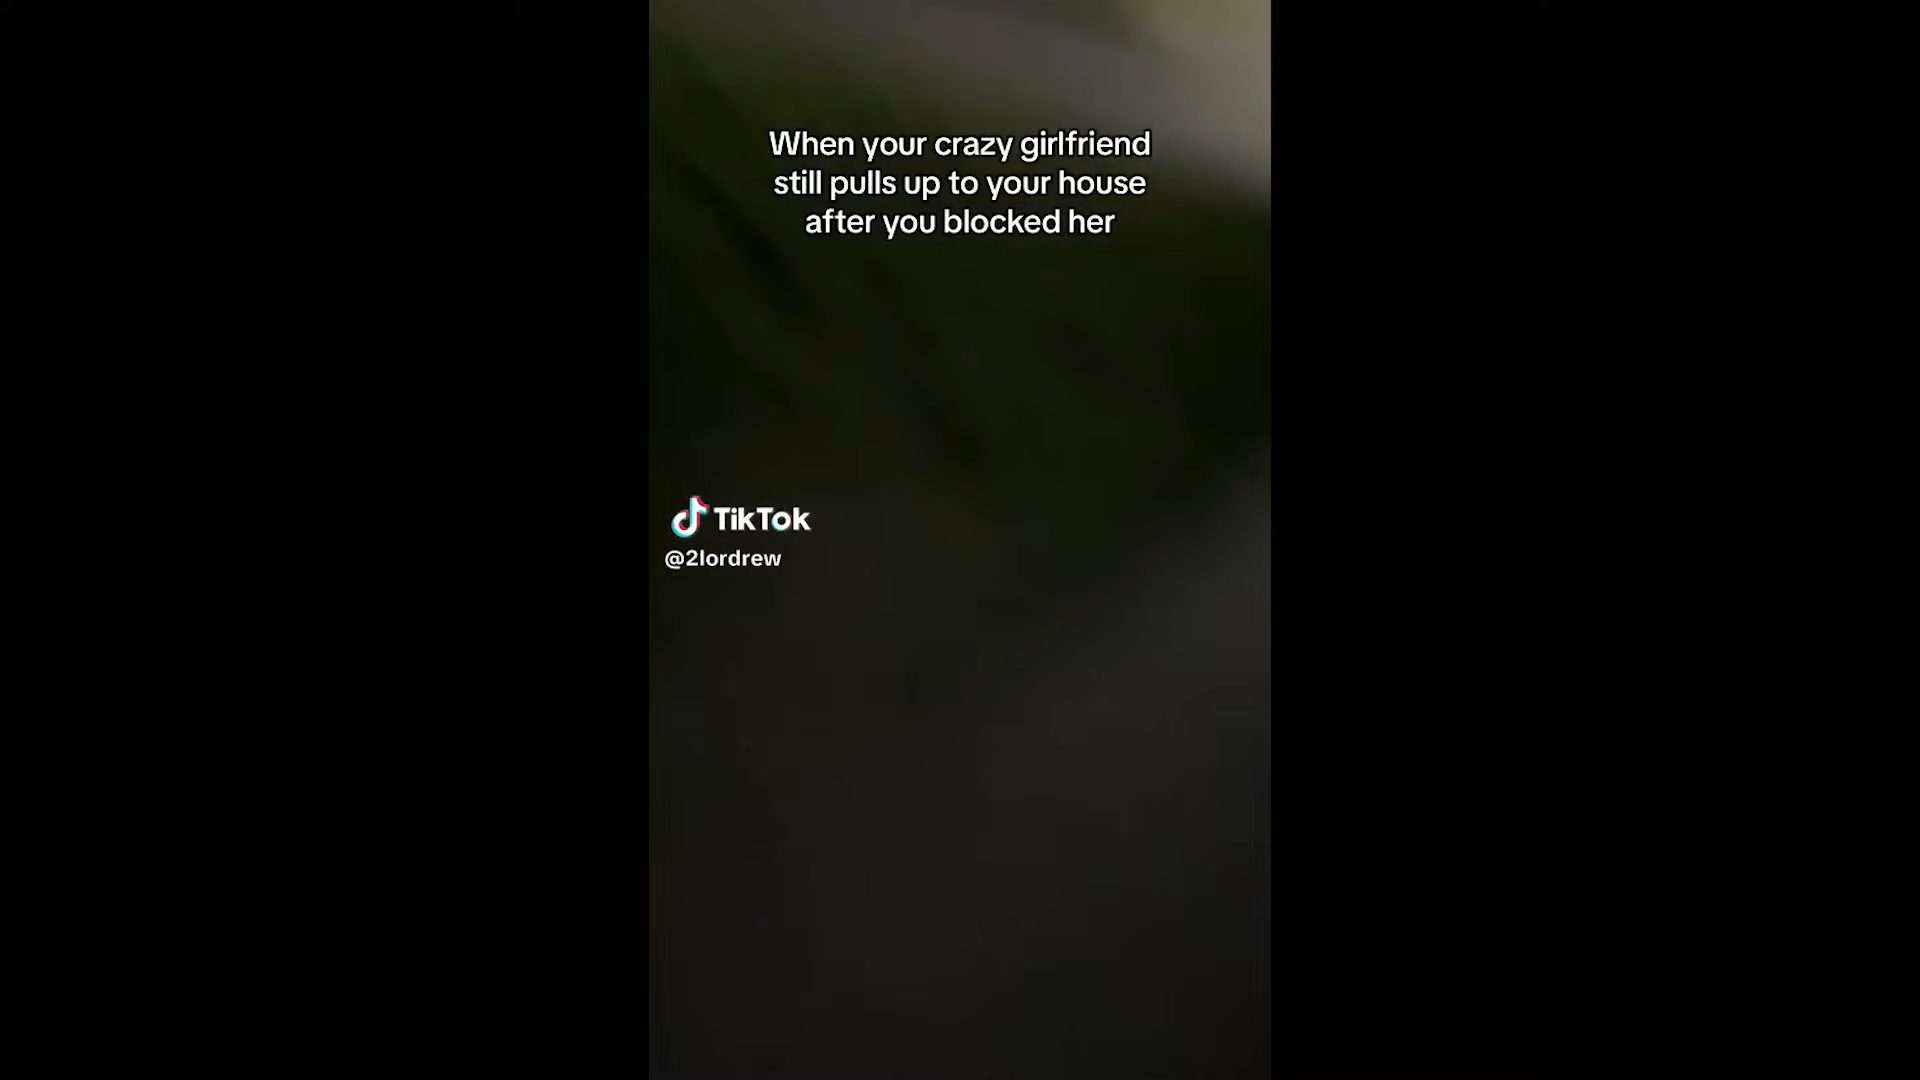 When your crazy girlfriend
still pulls up to your house
after you blocked her
TikTok
@2lordrew